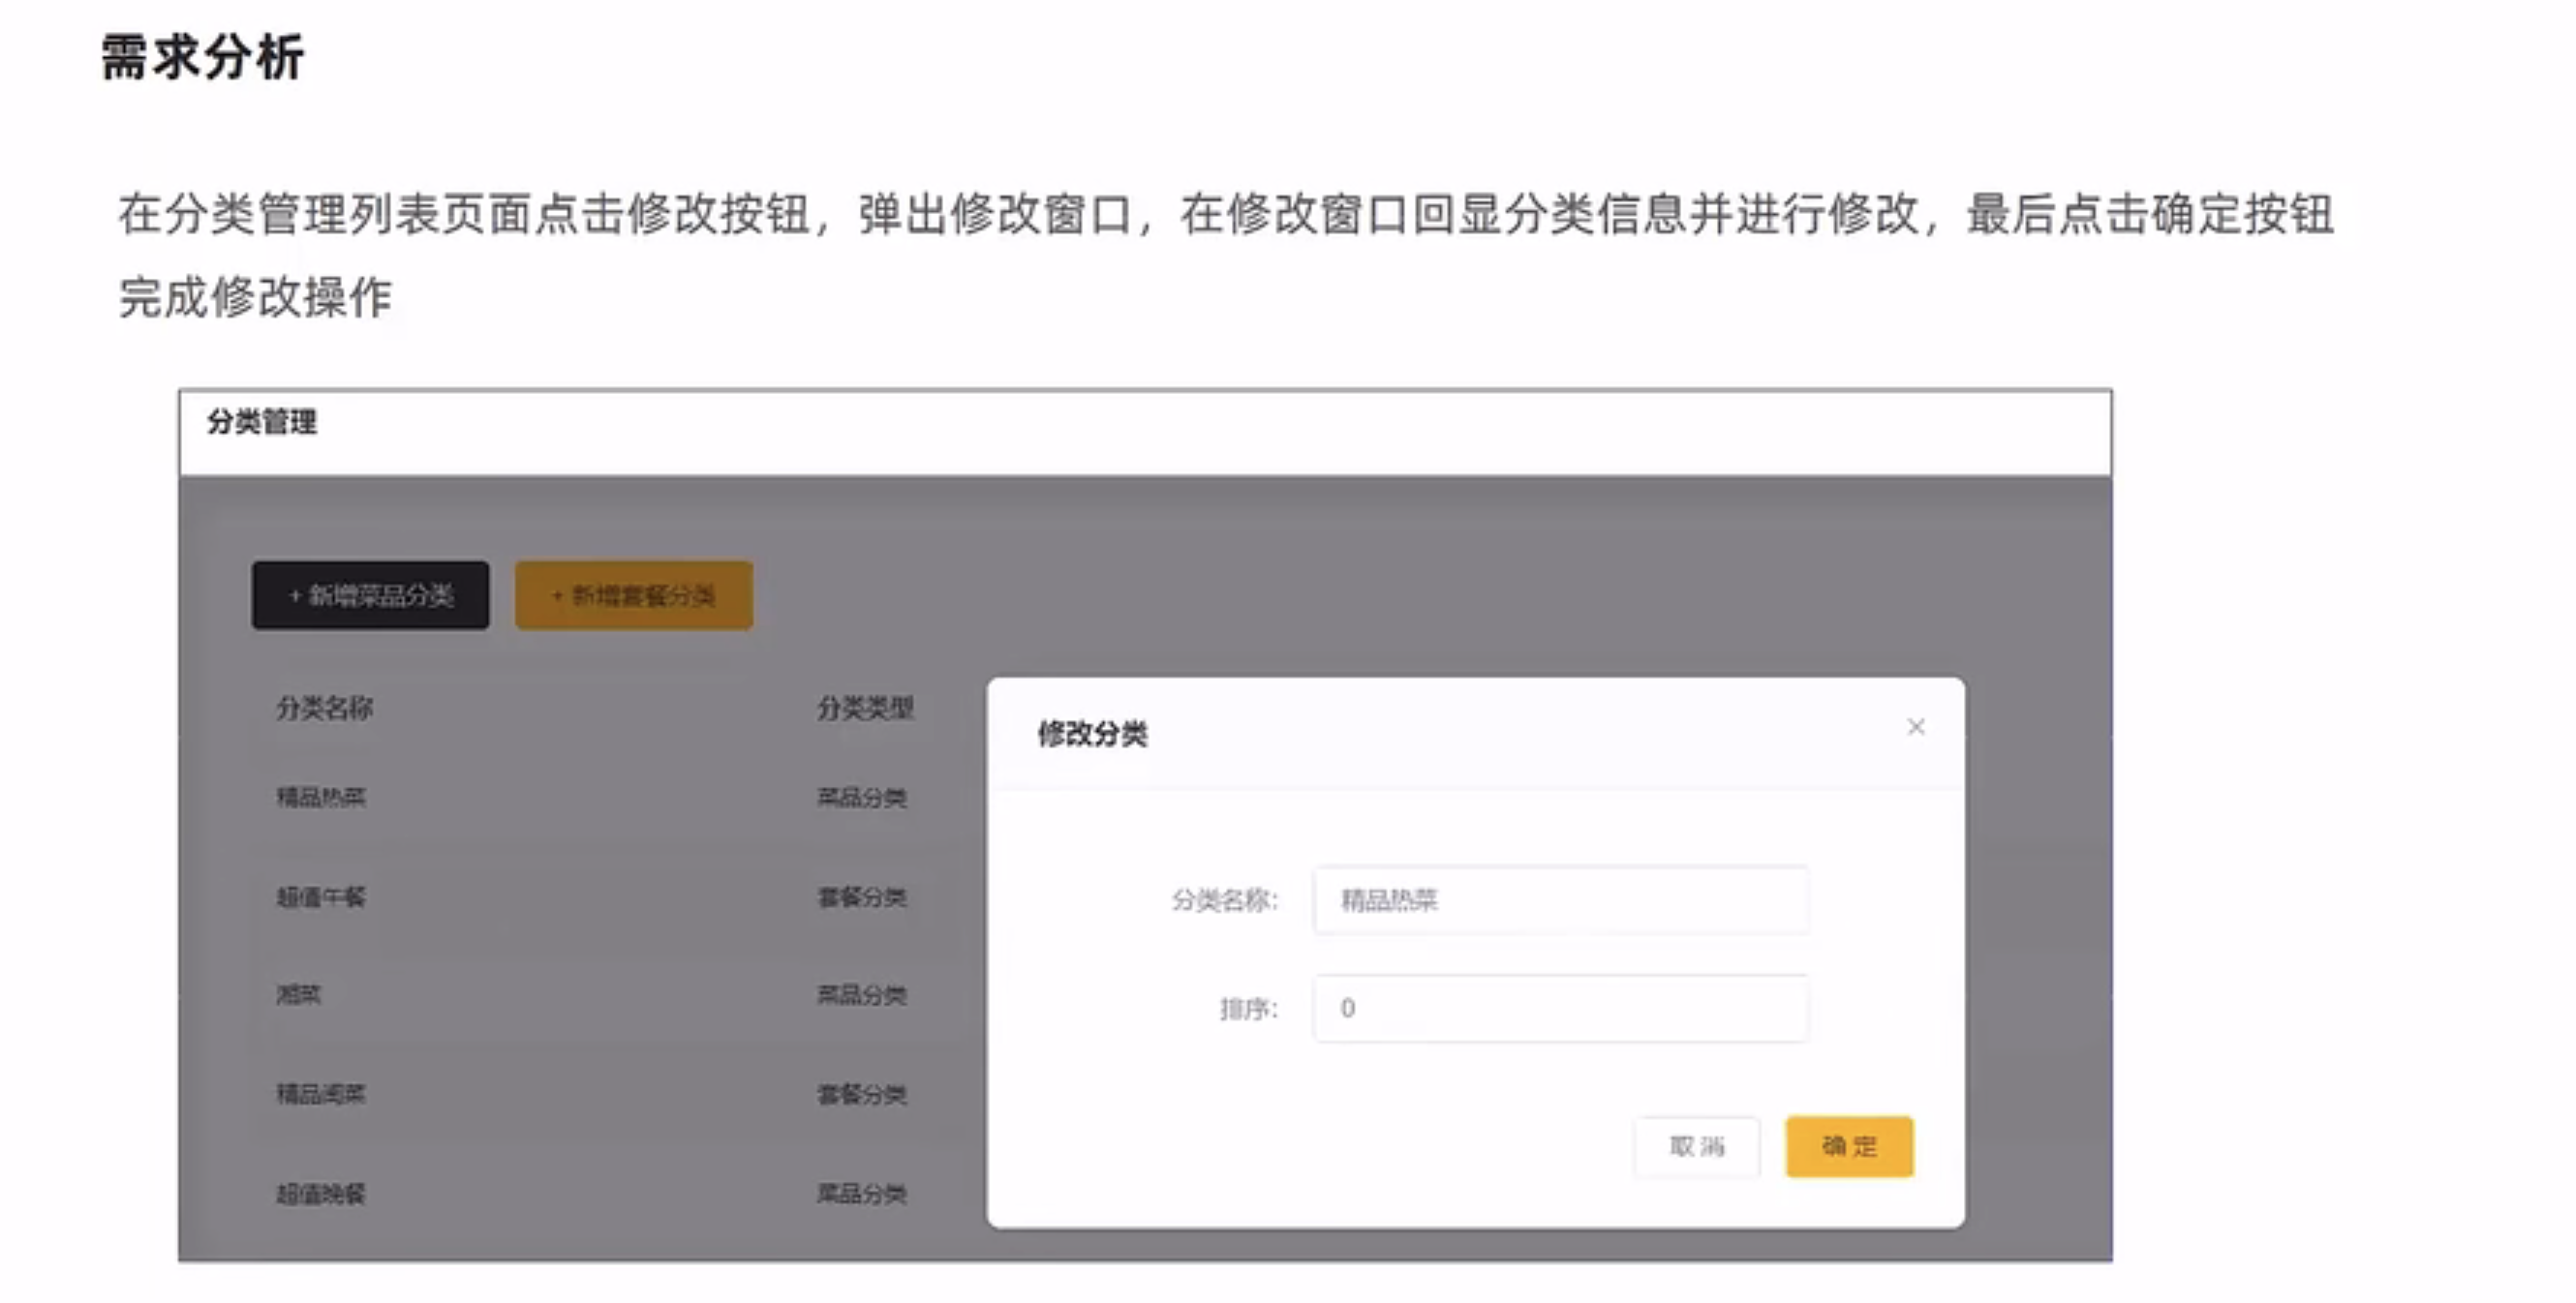 需求分析
在分类管理列表页面点击修改按钮，弹出修改窗口，在修改窗口回显分类信息并进行修改，最后点击确定按钮
完成修改操作
分类管理
+ 新增菜品分类
+ 新增套餐分类
分类名称 分类类型
精品热菜 菜品分类
超值午餐 套餐分类
湘菜 菜品分类
精品闽菜 套餐分类
超值晚餐 菜品分类
修改分类 ×
分类名称: 精品热菜
排序: 0
取消 确定